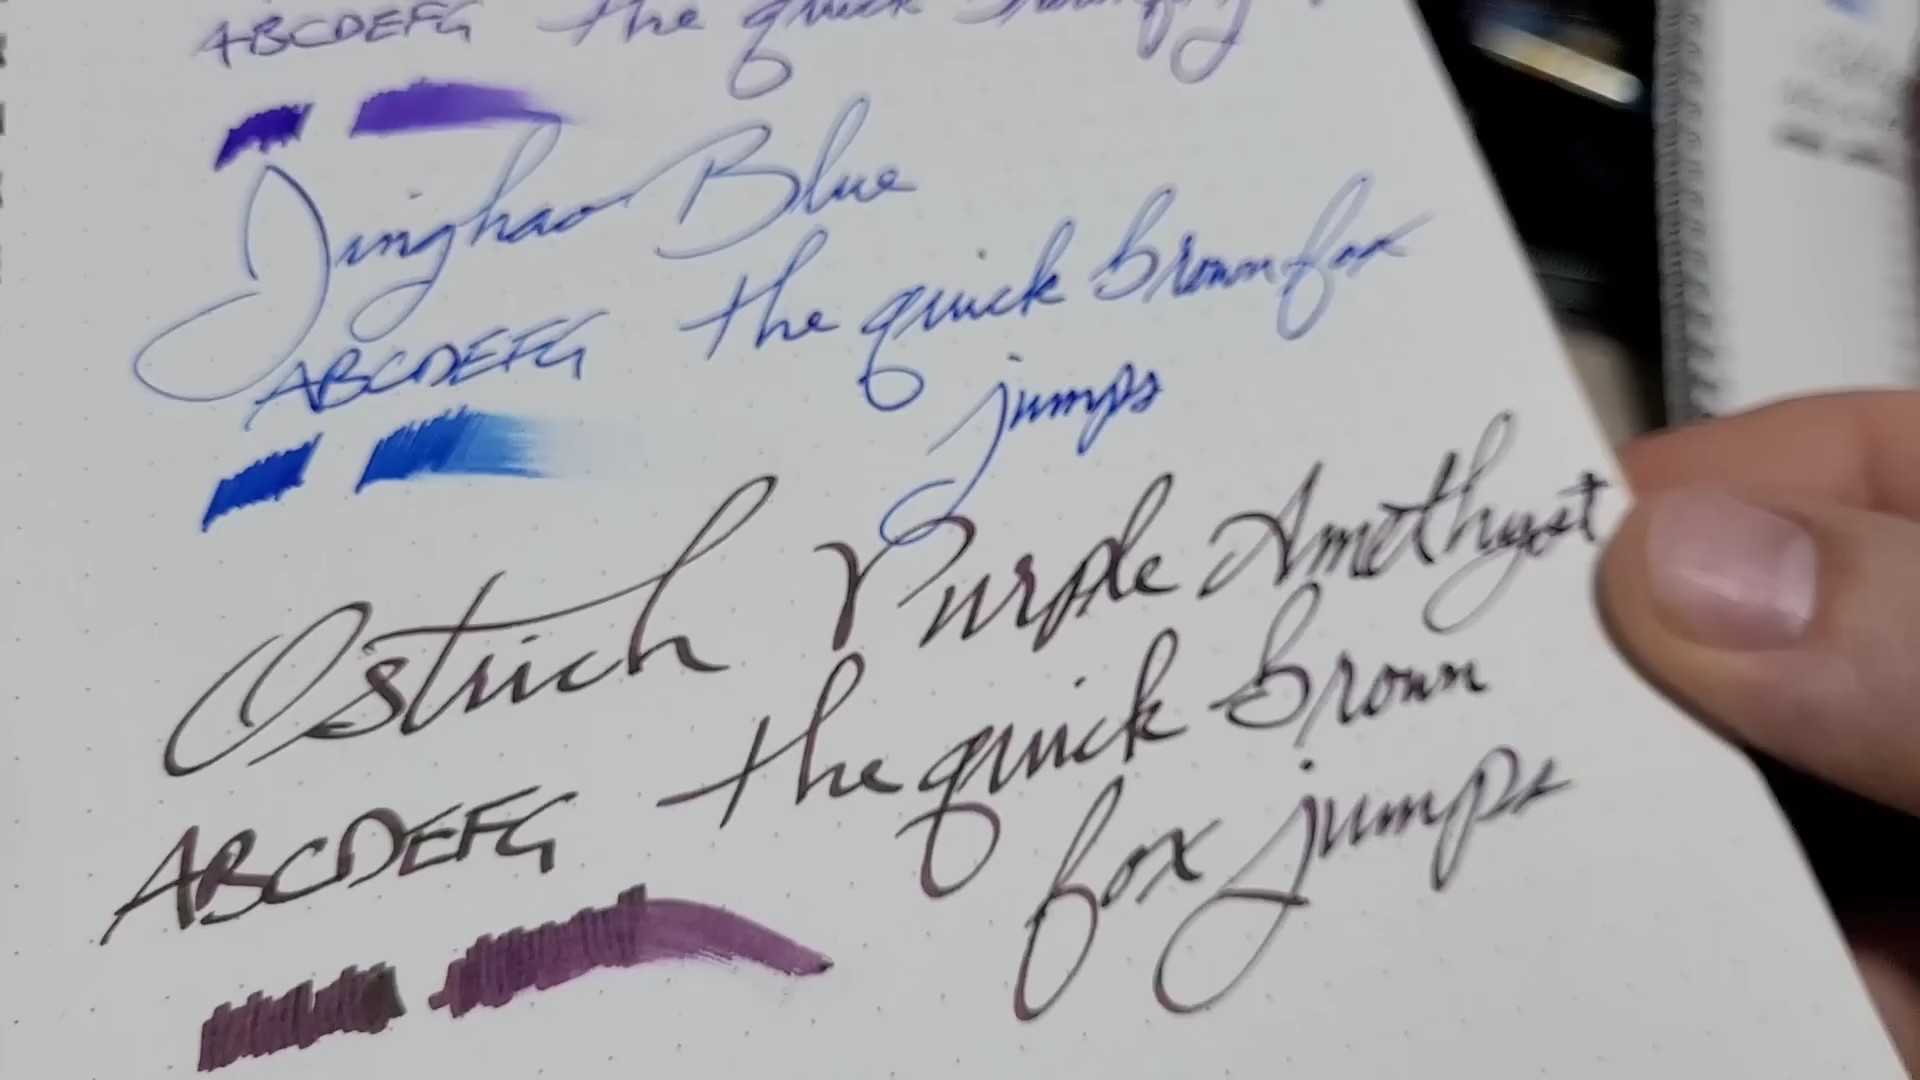 ABCDEFG the quick
Jinghao Blue
ABCDEFG the quick brown fox
jumps
Ostrich Purple Amethyst
ABCDEFG the quick brown
fox jumps